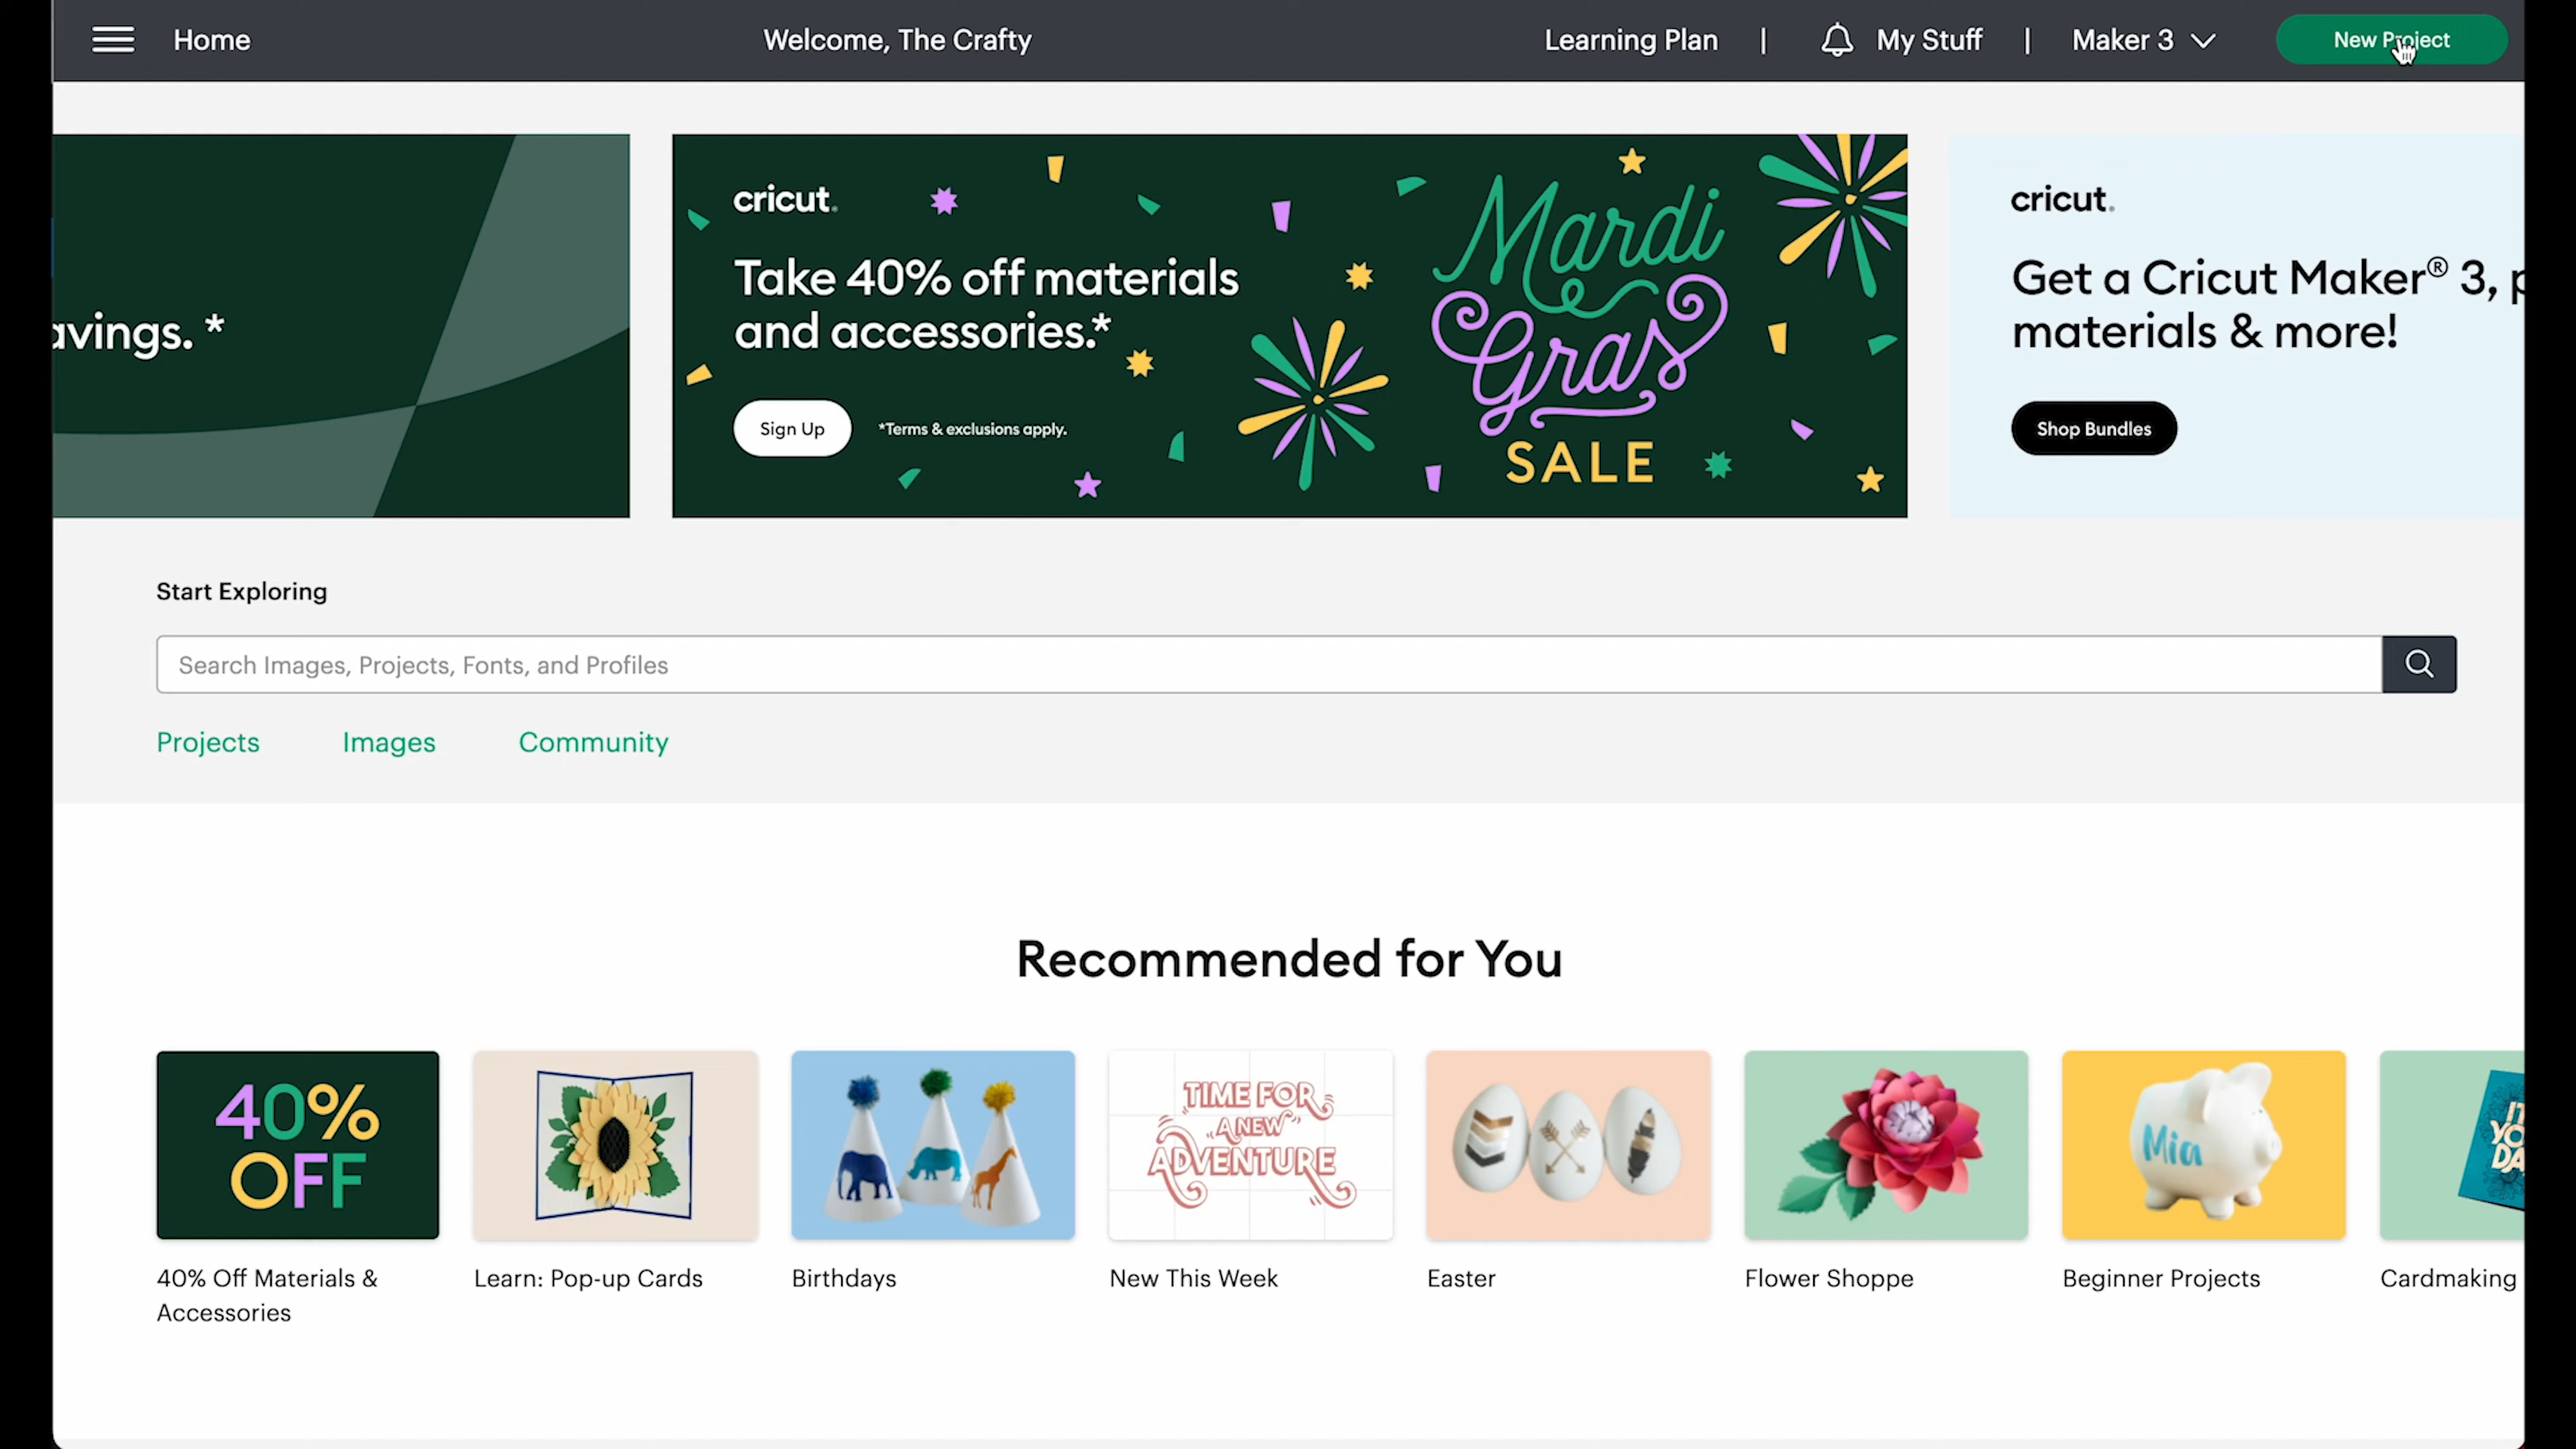 Home
Welcome, The Crafty
Learning Plan | My Stuff | Maker 3
New Project
avings. *
cricut.
Take 40% off materials
and accessories.*
Sign Up
*Terms & exclusions apply.
Mardi
Gras
SALE
cricut.
Get a Cricut Maker® 3, p
materials & more!
Shop Bundles
Start Exploring
Search Images, Projects, Fonts, and Profiles
Projects
Images
Community
Recommended for You
40%
OFF
TIME FOR
A NEW
ADVENTURE
Mia
IT
YO
DA
40% Off Materials &
Accessories
Learn: Pop-up Cards
Birthdays
New This Week
Easter
Flower Shoppe
Beginner Projects
Cardmaking